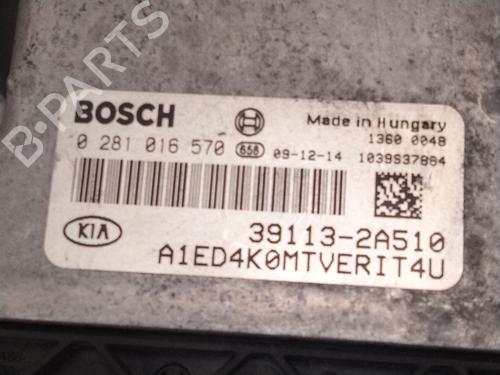 B-PARTS
BOSCH
Made in Hungary
0 281 016 570 656 09-12-14
1360 0048
1039S37864
KIA
39113-2A510
A1ED4K0MTVERIT4U